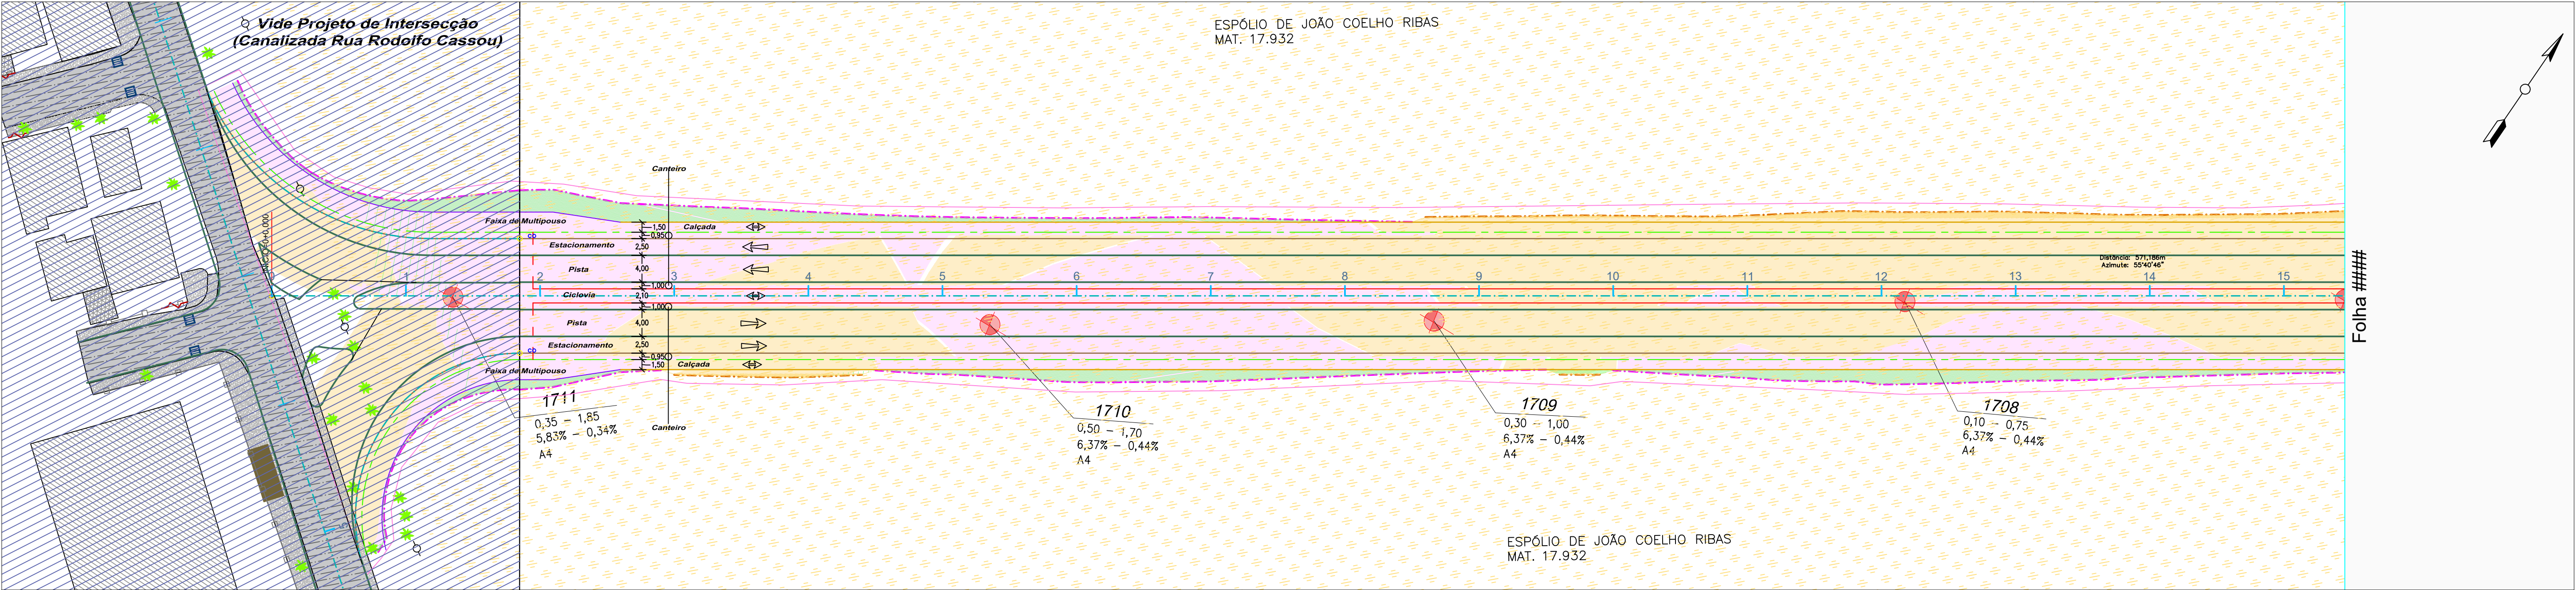 Vide Projeto de Intersecção
(Canalizada Rua Rodolfo Cassou)
ESPÓLIO DE JOÃO COELHO RIBAS
MAT. 17.932
Canteiro
Faixa de Multipouso
1,50
Calçada
cb
0,95
Estacionamento
2,50
Pista
4,00
1,00
Ciclovia
2,10
1,00
Pista
4,00
Estacionamento
2,50
cb
0,95
1,50
Calçada
Faixa de Multipouso
Canteiro
1 2 3 4 5 6 7 8 9 10 11 12 13 14 15
Distância: 571,186m
Azimute: 55°40'46"
1711
0,35 – 1,85
5,83% – 0,34%
A4
1710
0,50 – 1,70
6,37% – 0,44%
A4
1709
0,30 – 1,00
6,37% – 0,44%
A4
1708
0,10 – 0,75
6,37% – 0,44%
A4
ESPÓLIO DE JOÃO COELHO RIBAS
MAT. 17.932
Folha ####